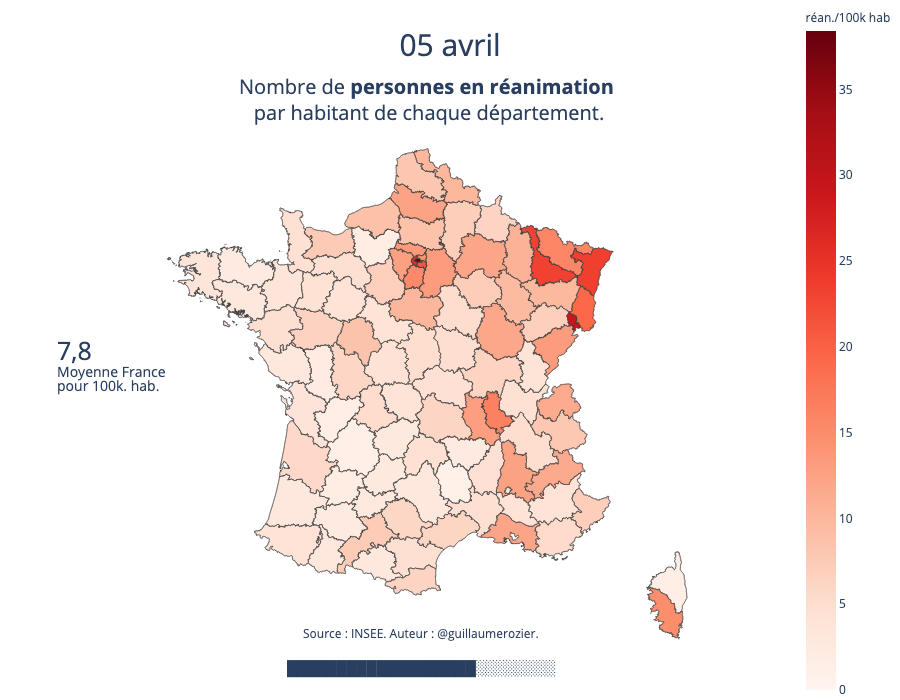 05 avril
Nombre de personnes en réanimation
par habitant de chaque département.
réan./100k hab
35
30
25
20
15
10
5
0
7,8
Moyenne France
pour 100k. hab.
Source : INSEE. Auteur : @guillaumerozier.